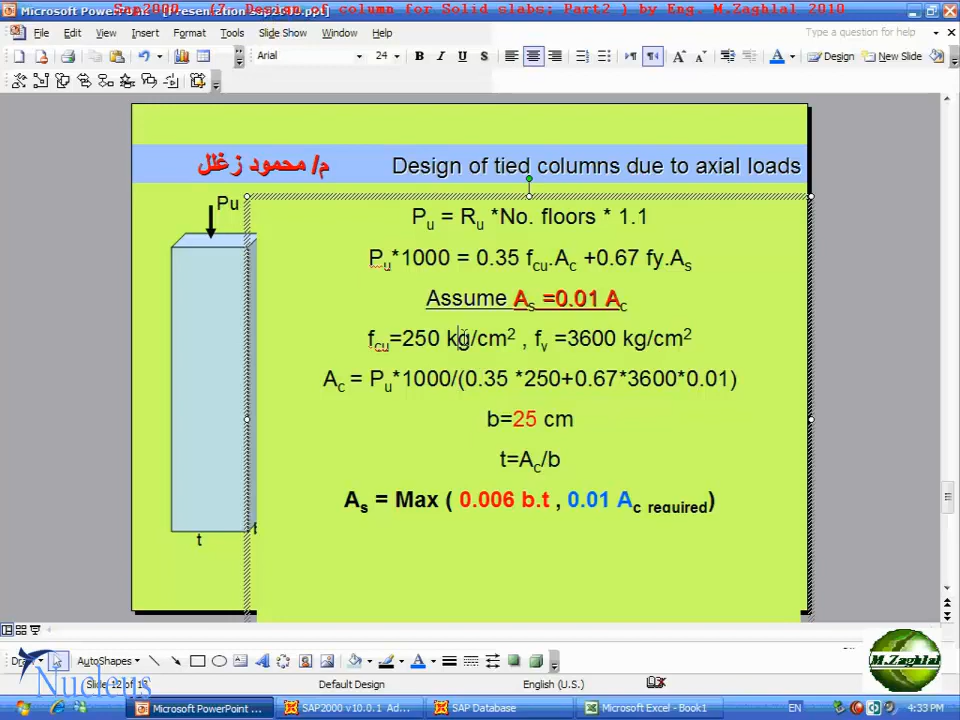 Microsoft PowerPoint - [Presentation Sap2000.ppt]
Sap2000 (7. Design of column for Solid slabs: Part2 ) by Eng. M.Zaghlal 2010
File Edit View Insert Format Tools Slide Show Window Help
Type a question for help
Arial 24 B I U S Design New Slide
م/ محمود زغلل Design of tied columns due to axial loads
Pu
Pu = Ru *No. floors * 1.1
Pu*1000 = 0.35 fcu.Ac +0.67 fy.As
Assume As =0.01 Ac
fcu=250 kg/cm2 , fy =3600 kg/cm2
Ac = Pu*1000/(0.35 *250+0.67*3600*0.01)
b=25 cm
t=Ac/b
As = Max ( 0.006 b.t , 0.01 Ac required)
t
AutoShapes
M.Zaghlal
Nucleus
Default Design English (U.S.)
Microsoft PowerPoint ... SAP2000 v10.0.1 Ad... SAP Database Microsoft Excel - Book1 EN 4:33 PM